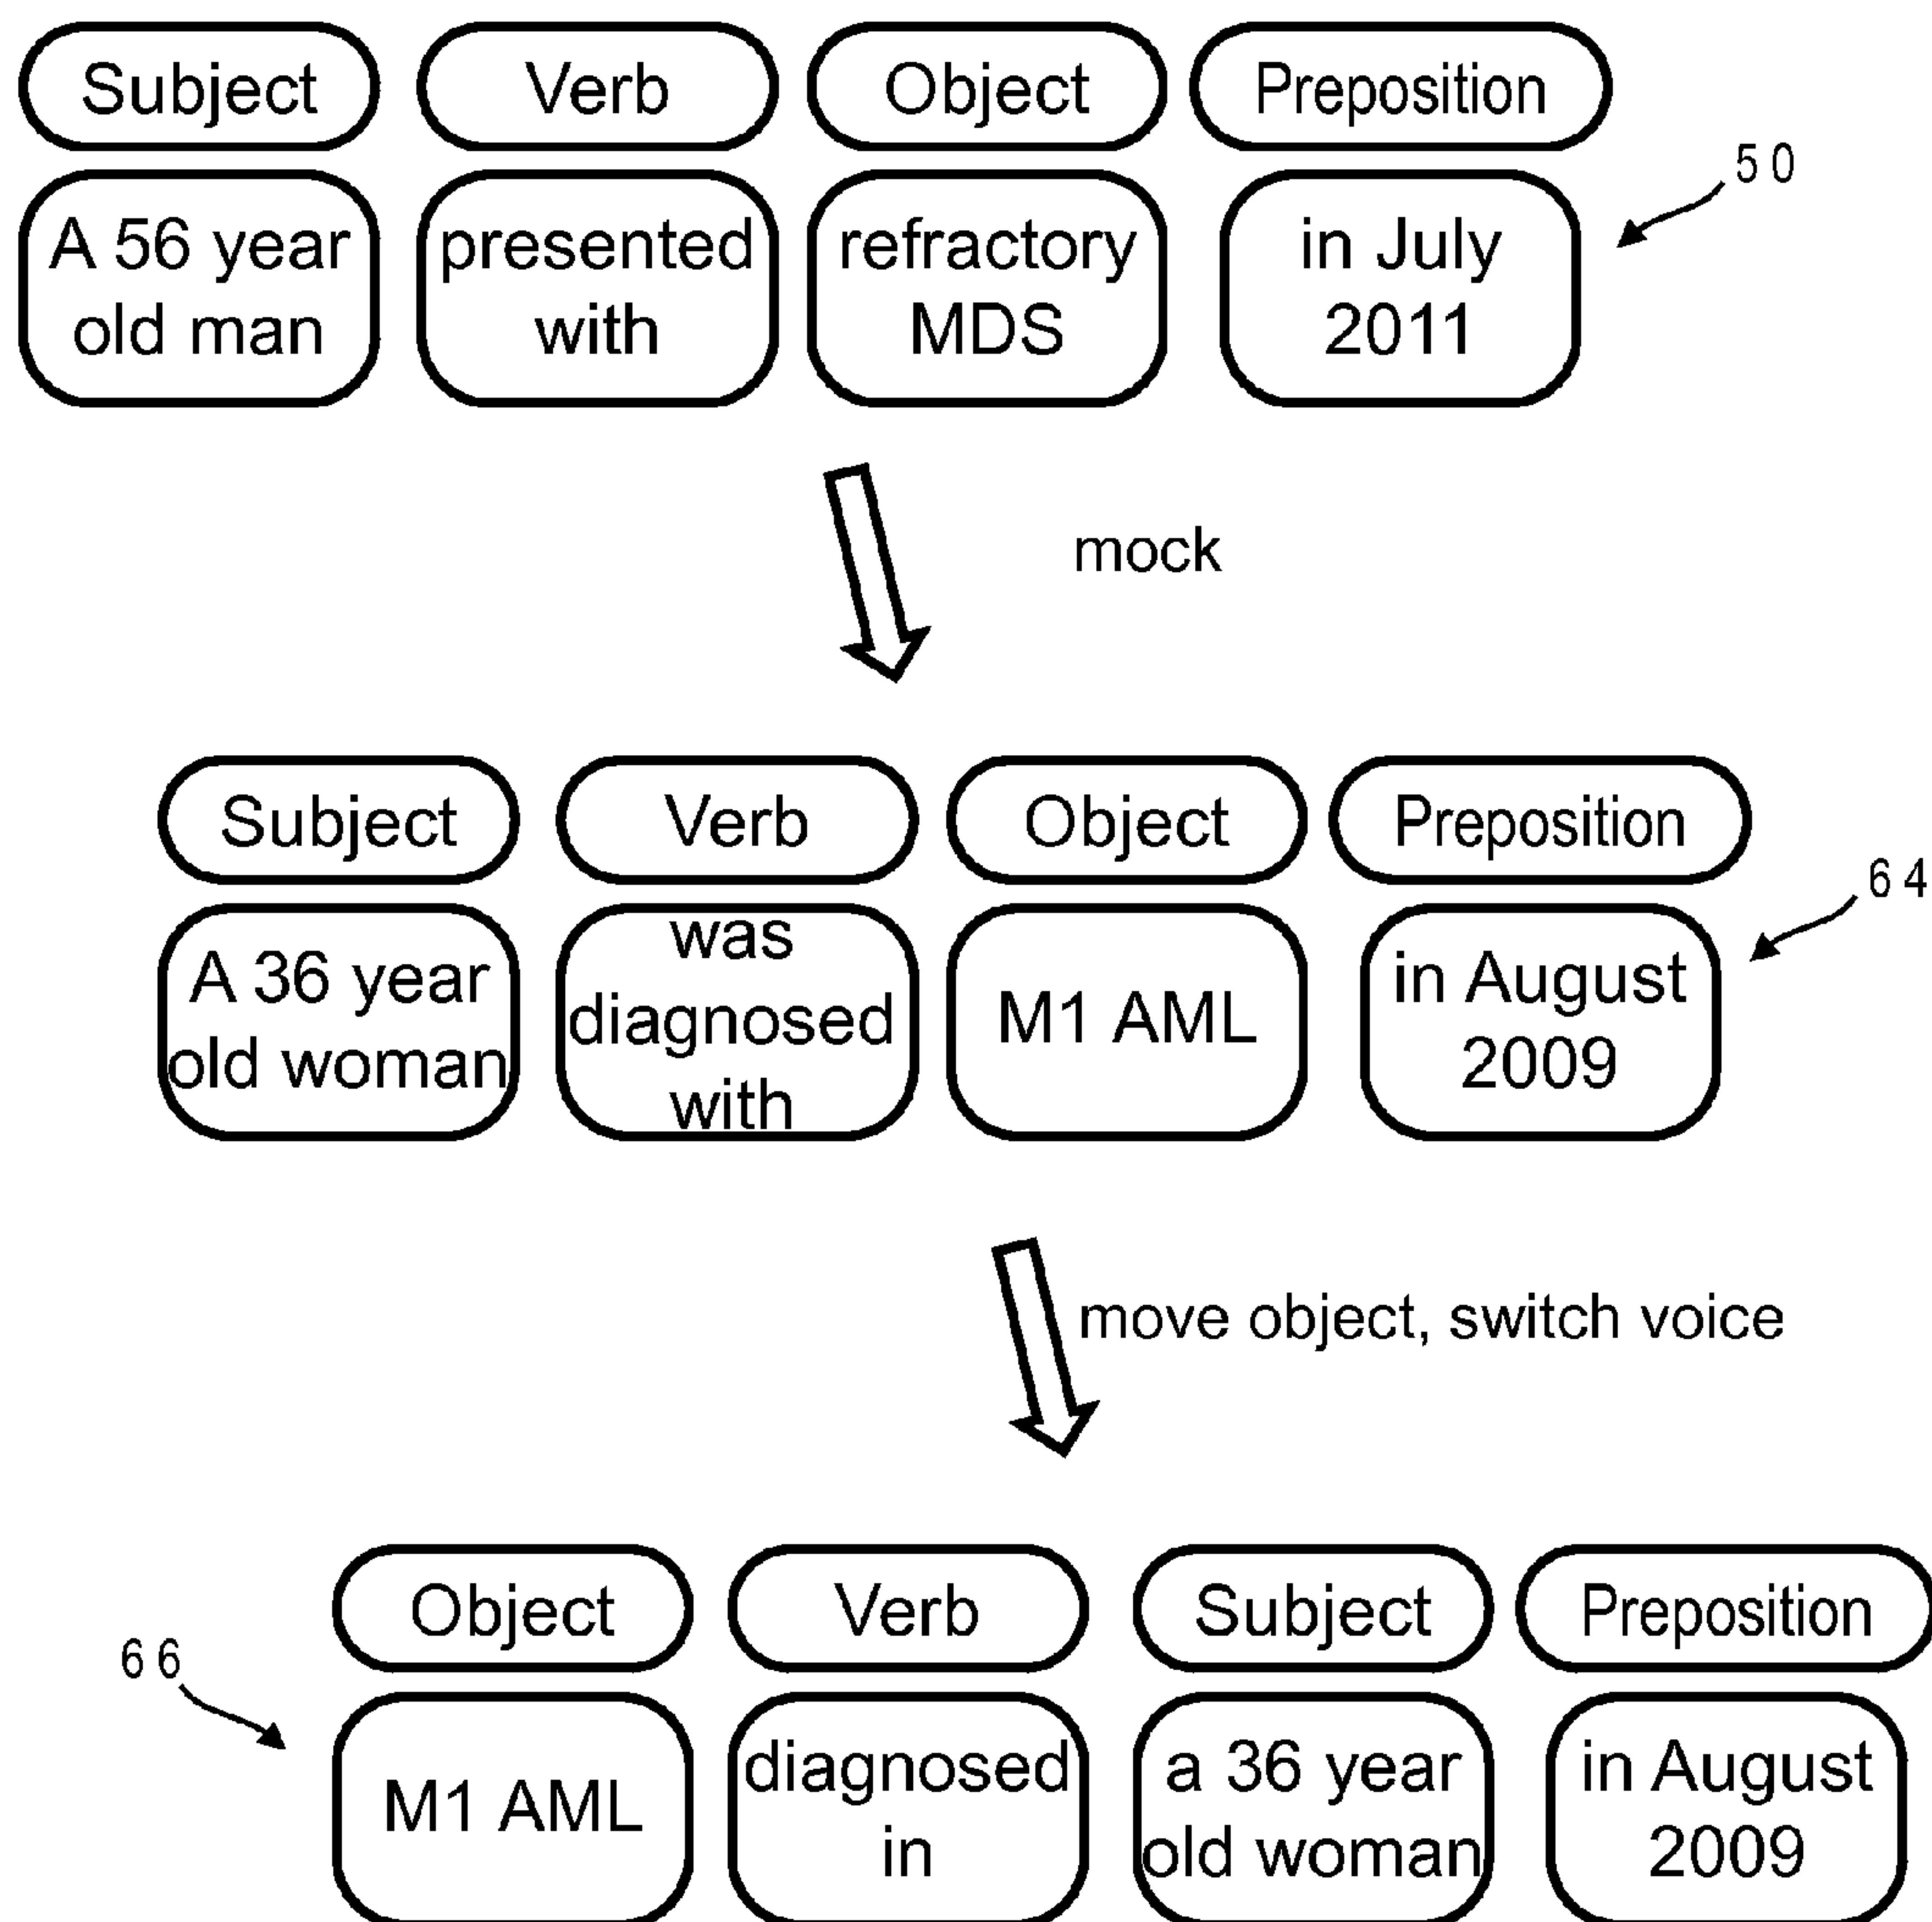 Subject Verb Object Preposition
50
A 56 year presented refractory in July
old man with MDS 2011
mock
Subject Verb Object Preposition
64
was
A 36 year in August
diagnosed M1 AML
old woman 2009
with
move object, switch voice
Object Verb Subject Preposition
66
diagnosed a 36 year in August
M1 AML
in old woman 2009